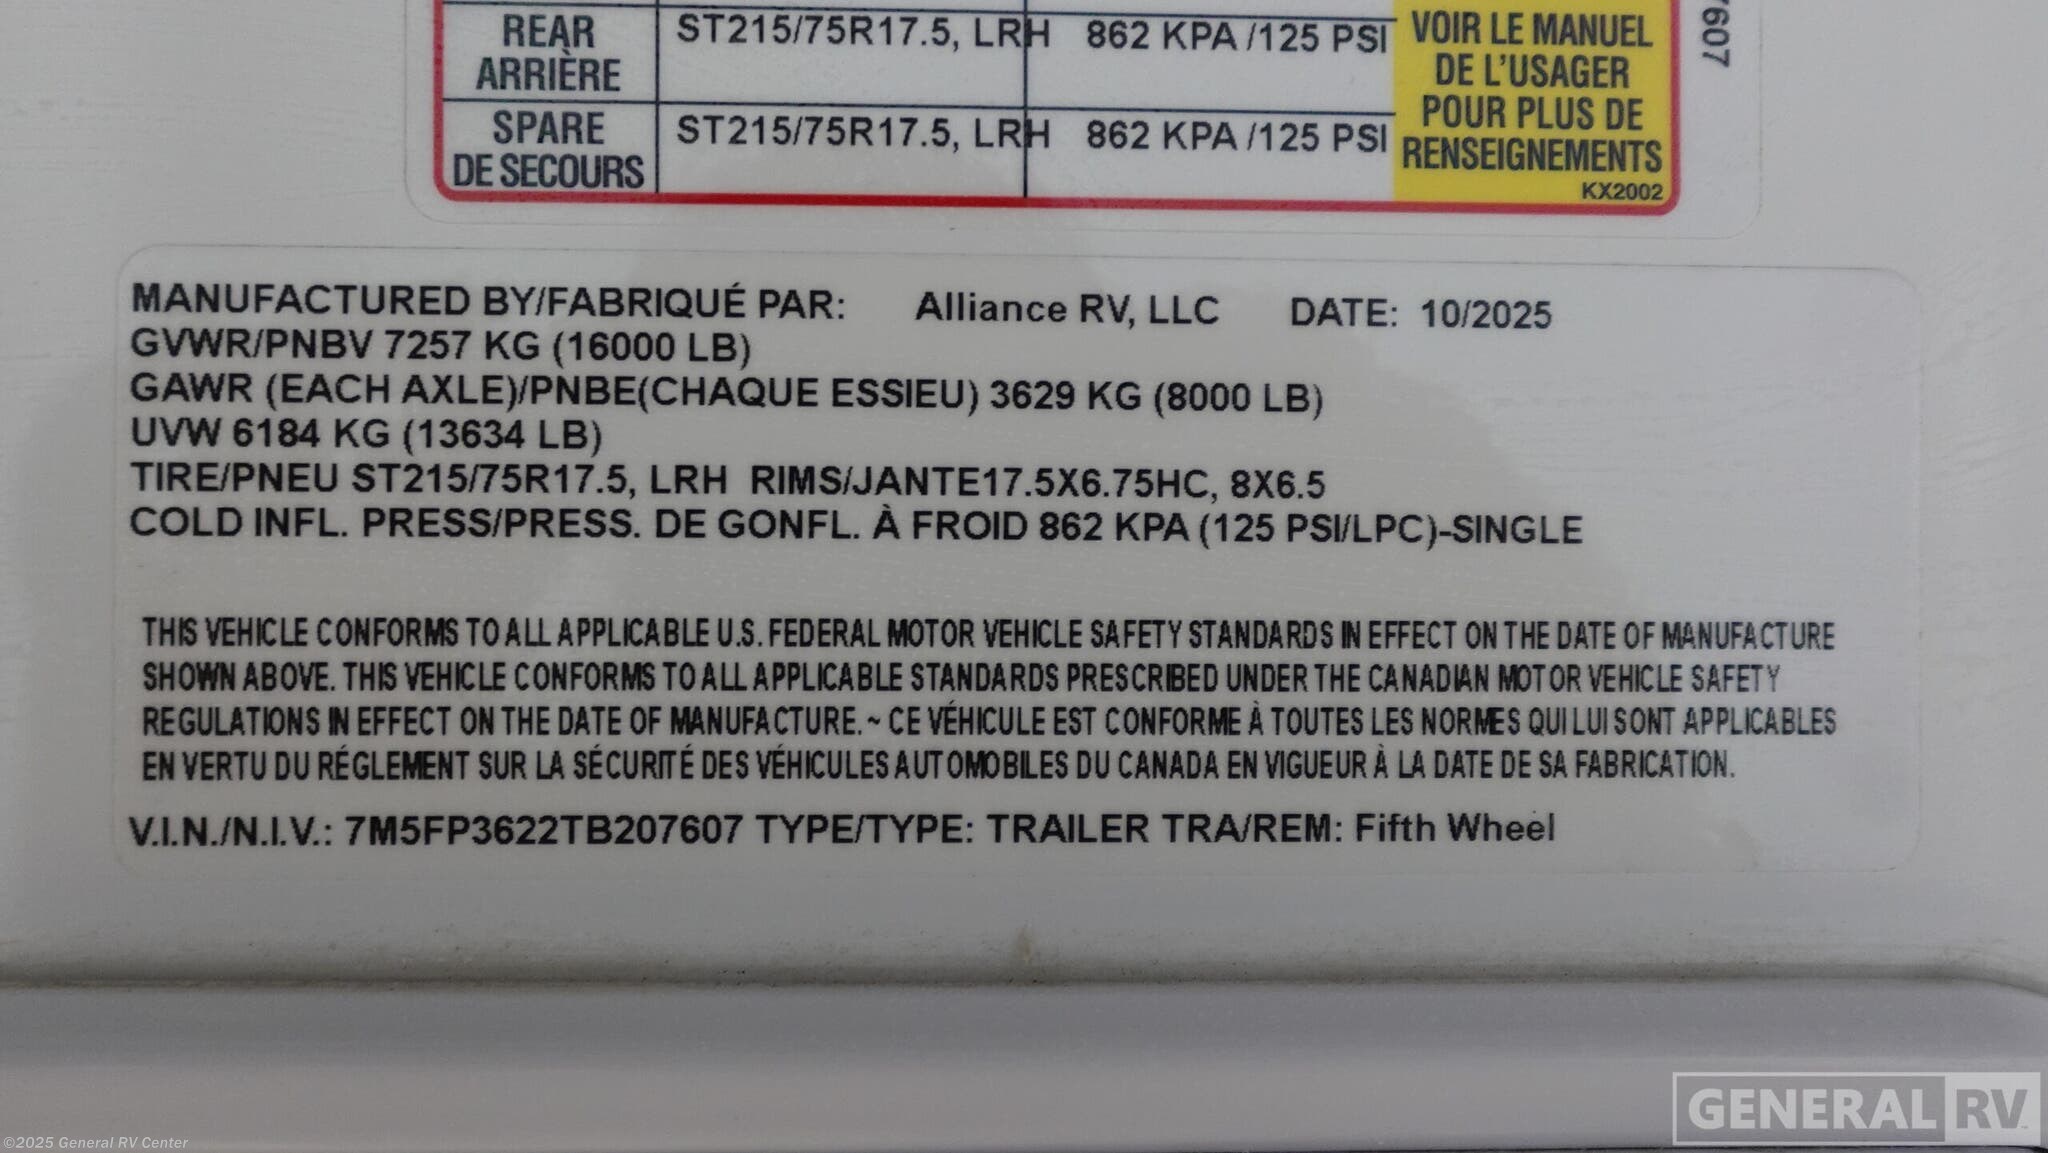 REAR
ARRIÈRE
ST215/75R17.5, LRH
862 KPA /125 PSI
SPARE
DE SECOURS
ST215/75R17.5, LRH
862 KPA /125 PSI
VOIR LE MANUEL
DE L'USAGER
POUR PLUS DE
RENSEIGNEMENTS
KX2002
7607
MANUFACTURED BY/FABRIQUÉ PAR: Alliance RV, LLC DATE: 10/2025
GVWR/PNBV 7257 KG (16000 LB)
GAWR (EACH AXLE)/PNBE(CHAQUE ESSIEU) 3629 KG (8000 LB)
UVW 6184 KG (13634 LB)
TIRE/PNEU ST215/75R17.5, LRH RIMS/JANTE17.5X6.75HC, 8X6.5
COLD INFL. PRESS/PRESS. DE GONFL. À FROID 862 KPA (125 PSI/LPC)-SINGLE
THIS VEHICLE CONFORMS TO ALL APPLICABLE U.S. FEDERAL MOTOR VEHICLE SAFETY STANDARDS IN EFFECT ON THE DATE OF MANUFACTURE
SHOWN ABOVE. THIS VEHICLE CONFORMS TO ALL APPLICABLE STANDARDS PRESCRIBED UNDER THE CANADIAN MOTOR VEHICLE SAFETY
REGULATIONS IN EFFECT ON THE DATE OF MANUFACTURE. ~ CE VÉHICULE EST CONFORME À TOUTES LES NORMES QUI LUI SONT APPLICABLES
EN VERTU DU RÉGLEMENT SUR LA SÉCURITÉ DES VÉHICULES AUTOMOBILES DU CANADA EN VIGUEUR À LA DATE DE SA FABRICATION.
V.I.N./N.I.V.: 7M5FP3622TB207607 TYPE/TYPE: TRAILER TRA/REM: Fifth Wheel
GENERAL RV
©2025 General RV Center